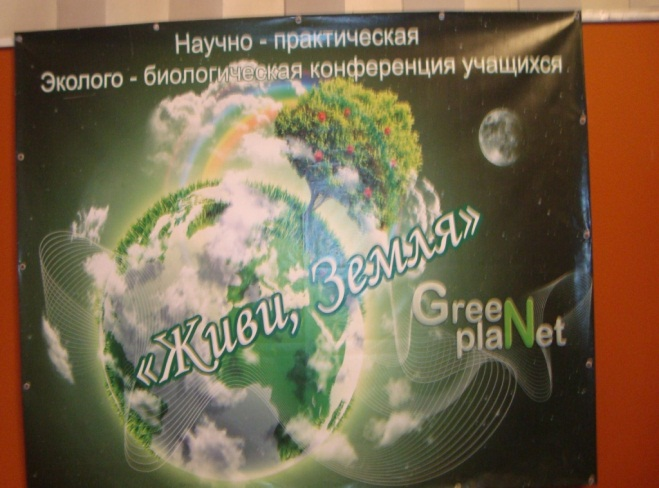 Научно - практическая
Эколого - биологическая конференция учащихся
«Живи, Земля»
GreeN
plaNet